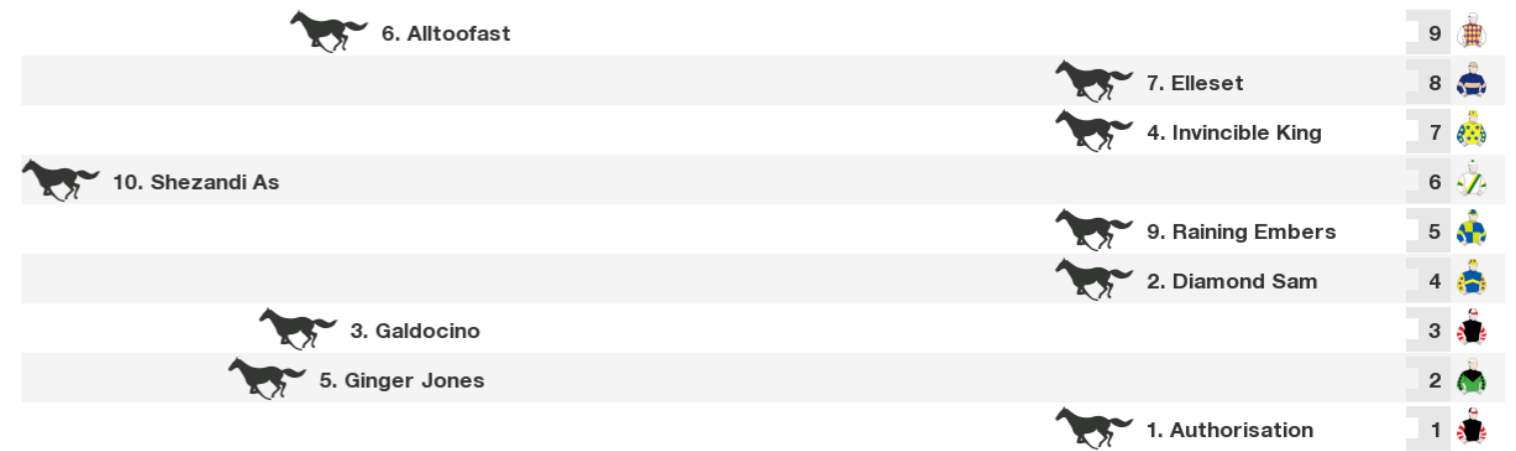 6. Alltoofast 9
7. Elleset 8
4. Invincible King 7
10. Shezandi As 6
9. Raining Embers 5
2. Diamond Sam 4
3. Galdocino 3
5. Ginger Jones 2
1. Authorisation 1